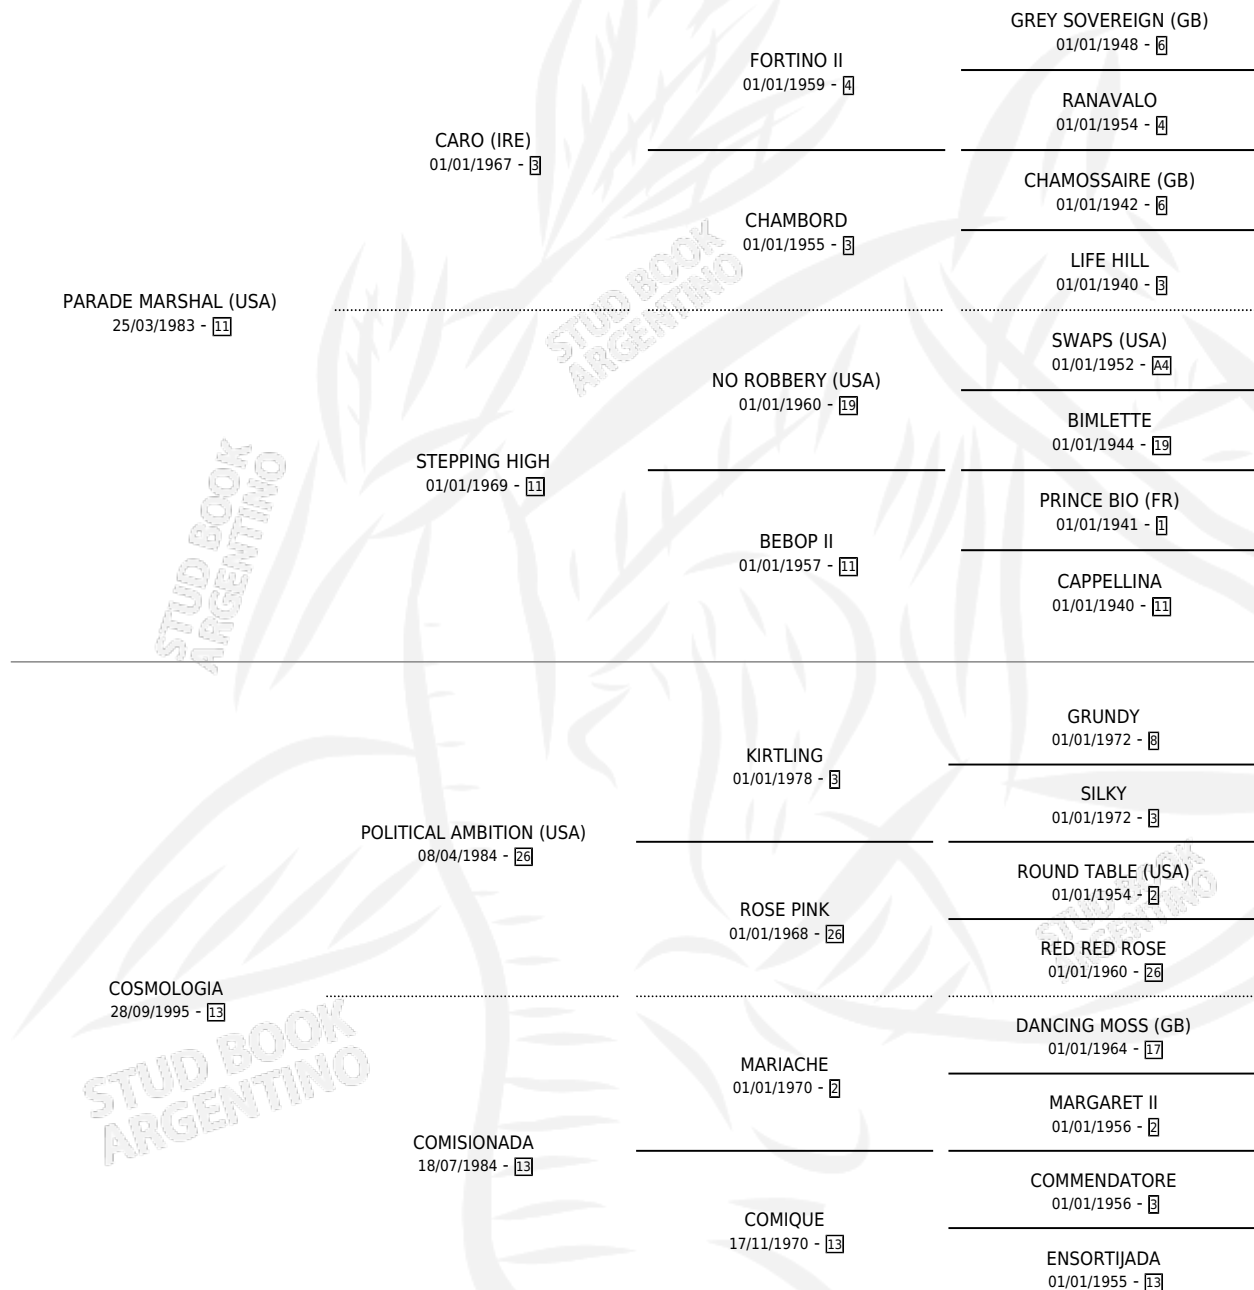 GREY SOVEREIGN (GB)
01/01/1948 - 6
FORTINO II
01/01/1959 - 4
RANAVALO
01/01/1954 - 4
CARO (IRE)
01/01/1967 - 3
CHAMOSSAIRE (GB)
01/01/1942 - 6
CHAMBORD
01/01/1955 - 3
LIFE HILL
01/01/1940 - 3
PARADE MARSHAL (USA)
25/03/1983 - 11
SWAPS (USA)
01/01/1952 - A4
NO ROBBERY (USA)
01/01/1960 - 19
BIMLETTE
01/01/1944 - 19
STEPPING HIGH
01/01/1969 - 11
PRINCE BIO (FR)
01/01/1941 - 1
BEBOP II
01/01/1957 - 11
CAPPELLINA
01/01/1940 - 11
GRUNDY
01/01/1972 - 8
KIRTLING
01/01/1978 - 3
SILKY
01/01/1972 - 3
POLITICAL AMBITION (USA)
08/04/1984 - 26
ROUND TABLE (USA)
01/01/1954 - 2
ROSE PINK
01/01/1968 - 26
RED RED ROSE
01/01/1960 - 26
COSMOLOGIA
28/09/1995 - 13
DANCING MOSS (GB)
01/01/1964 - 17
MARIACHE
01/01/1970 - 2
MARGARET II
01/01/1956 - 2
COMISIONADA
18/07/1984 - 13
COMMENDATORE
01/01/1956 - 3
COMIQUE
17/11/1970 - 13
ENSORTIJADA
01/01/1955 - 13
STUD BOOK
ARGENTINO
STUD BOOK
ARGENTINO
STUD BOOK
ARGENTINO
STUD BOOK
ARGENTINO